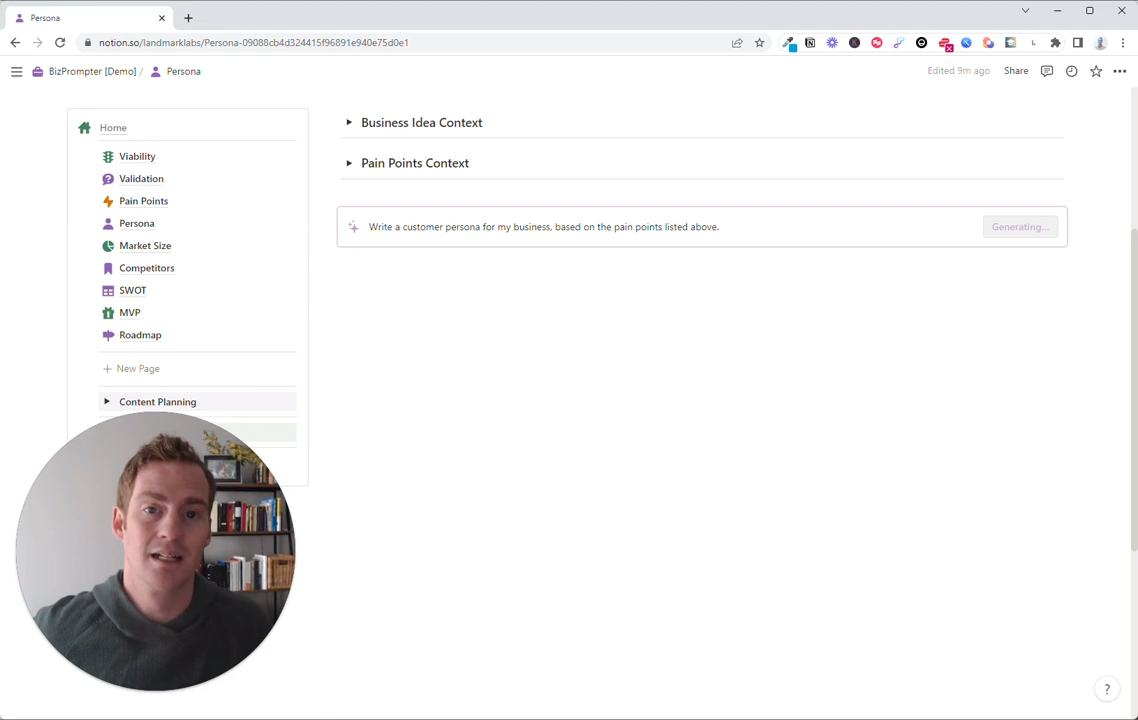 Persona
notion.so/landmarklabs/Persona-09088cb4d324415f96891e940e75d0e1
BizPrompter [Demo] / Persona
Edited 9m ago
Share
Home
Viability
Validation
Pain Points
Persona
Market Size
Competitors
SWOT
MVP
Roadmap
New Page
Content Planning
Business Idea Context
Pain Points Context
Write a customer persona for my business, based on the pain points listed above.
Generating...
?